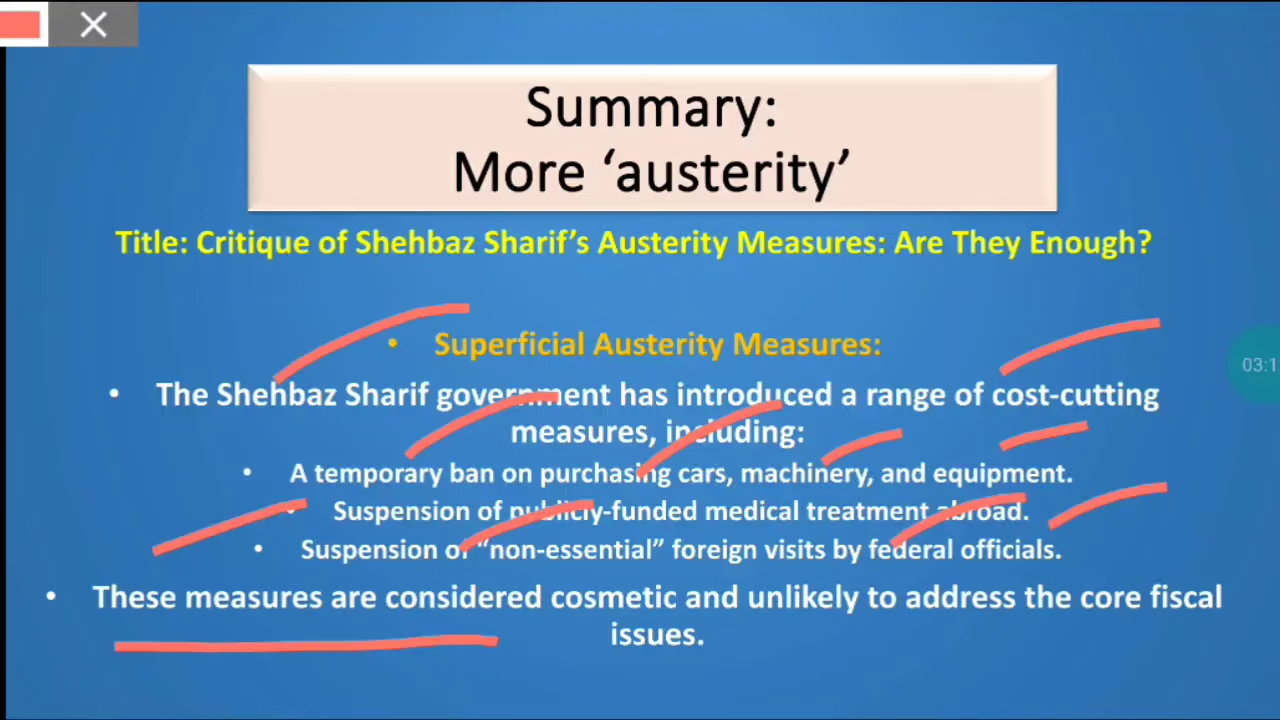 Summary:
More ‘austerity’
Title: Critique of Shehbaz Sharif’s Austerity Measures: Are They Enough?
• Superficial Austerity Measures:
• The Shehbaz Sharif government has introduced a range of cost-cutting
measures, including:
• A temporary ban on purchasing cars, machinery, and equipment.
• Suspension of publicly-funded medical treatment abroad.
• Suspension of “non-essential” foreign visits by federal officials.
• These measures are considered cosmetic and unlikely to address the core fiscal
issues.